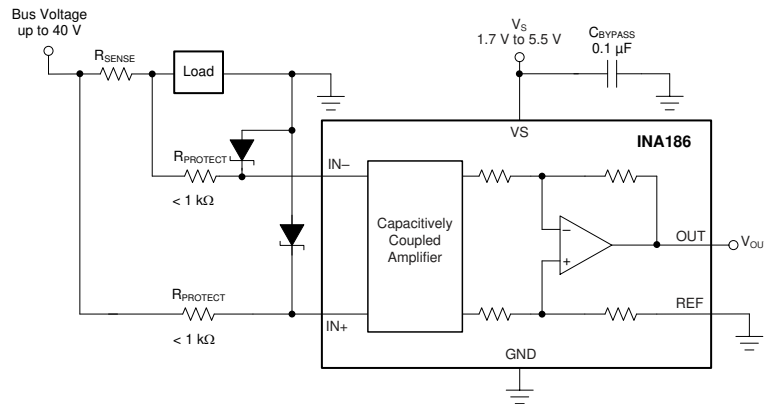 Bus Voltage
up to 40 V
RSENSE
Load
VS
1.7 V to 5.5 V
CBYPASS
0.1 µF
VS
INA186
RPROTECT
< 1 kΩ
IN–
Capacitively
Coupled
Amplifier
–
+
OUT
VOU
RPROTECT
< 1 kΩ
IN+
REF
GND